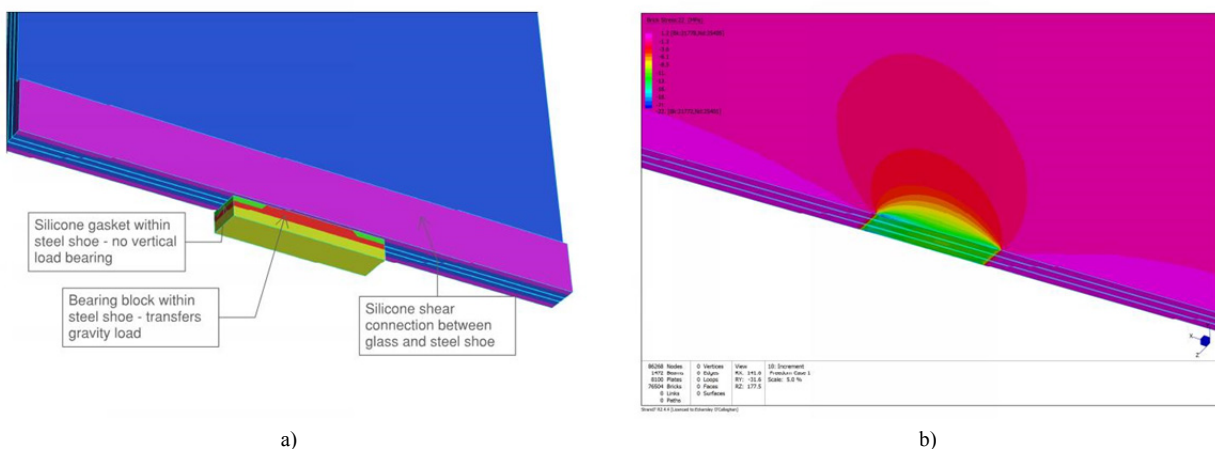 Silicone gasket within
steel shoe - no vertical
load bearing
Bearing block within
steel shoe - transfers
gravity load
Silicone shear
connection between
glass and steel shoe
86268 Nodes
1472 Beams
8100 Plates
76504 Bricks
0 Links
0 Paths
0 Vertices
0 Edges
0 Loops
0 Faces
0 Surfaces
View
RX: 141.6
RY: -31.6
RZ: 177.5
10: Increment
Freedom Case 1
Scale: 5.0 %
X
Z
a)
b)